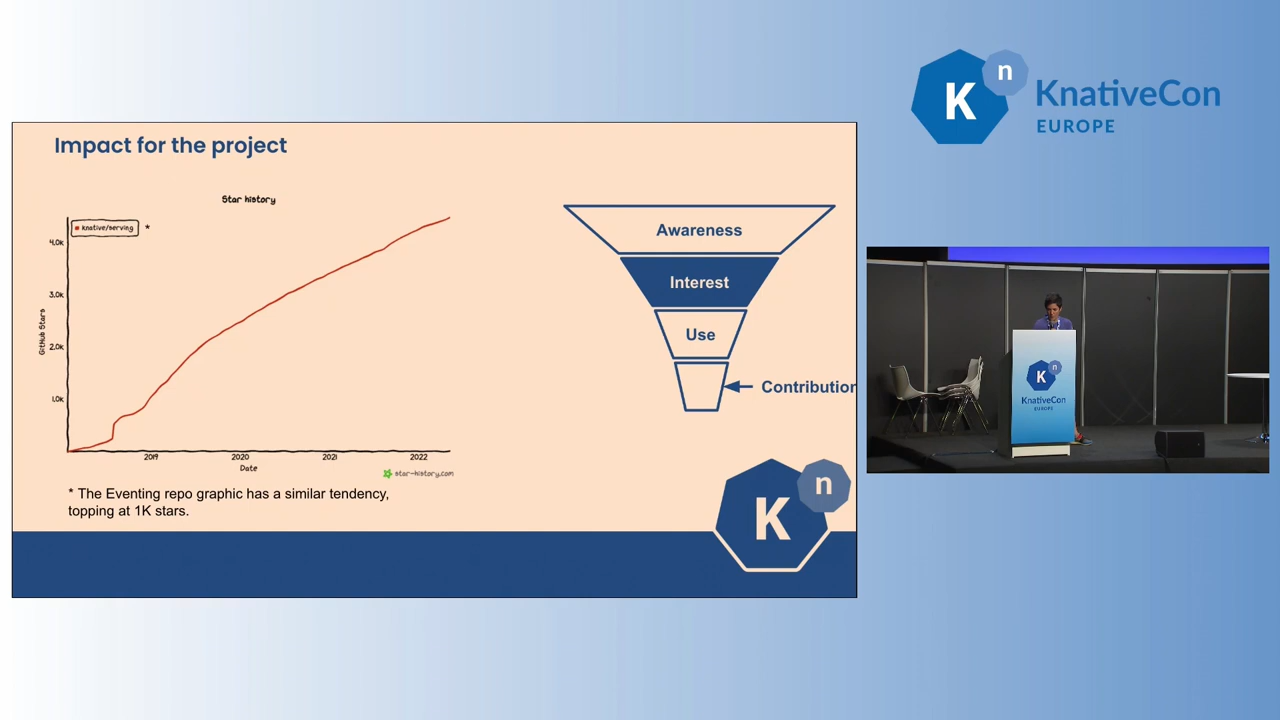 K
n
KnativeCon
EUROPE
Impact for the project
Star history
knative/serving
*
4.0k
3.0k
2.0k
1.0k
GitHub Stars
2019
2020
2021
2022
Date
star-history.com
* The Eventing repo graphic has a similar tendency,
topping at 1K stars.
Awareness
Interest
Use
Contribution
K
n
K
n
KnativeCon
EUROPE